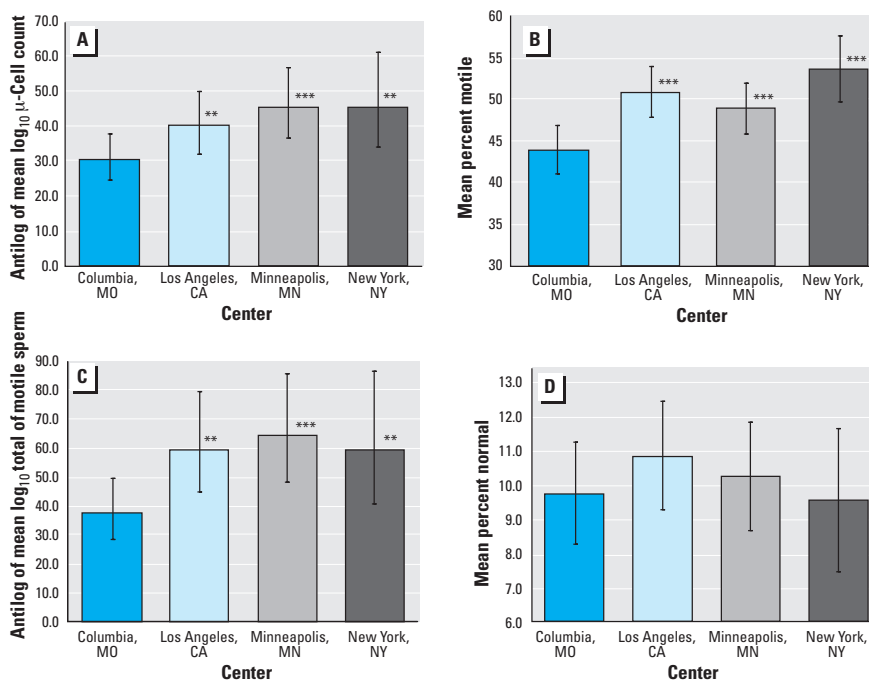 A
Antilog of mean log10 μ-Cell count
70.0
60.0
50.0
40.0
30.0
20.0
10.0
0.0
**
***
**
Columbia, MO
Los Angeles, CA
Minneapolis, MN
New York, NY
Center
B
Mean percent motile
60
55
50
45
40
35
30
***
***
***
Columbia, MO
Los Angeles, CA
Minneapolis, MN
New York, NY
Center
C
Antilog of mean log10 total of motile sperm
90.0
80.0
70.0
60.0
50.0
40.0
30.0
20.0
10.0
0.0
**
***
**
Columbia, MO
Los Angeles, CA
Minneapolis, MN
New York, NY
Center
D
Mean percent normal
13.0
12.0
11.0
10.0
9.0
8.0
7.0
6.0
Columbia, MO
Los Angeles, CA
Minneapolis, MN
New York, NY
Center